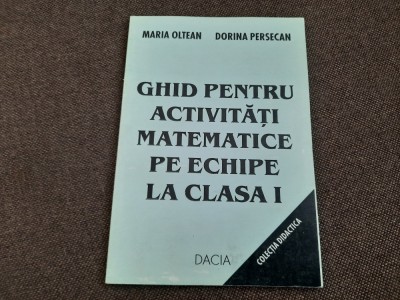 MARIA OLTEAN DORINA PERSECAN
GHID PENTRU
ACTIVITĂȚI
MATEMATICE
PE ECHIPE
LA CLASA I
COLECȚIA DIDACTICA
DACIA